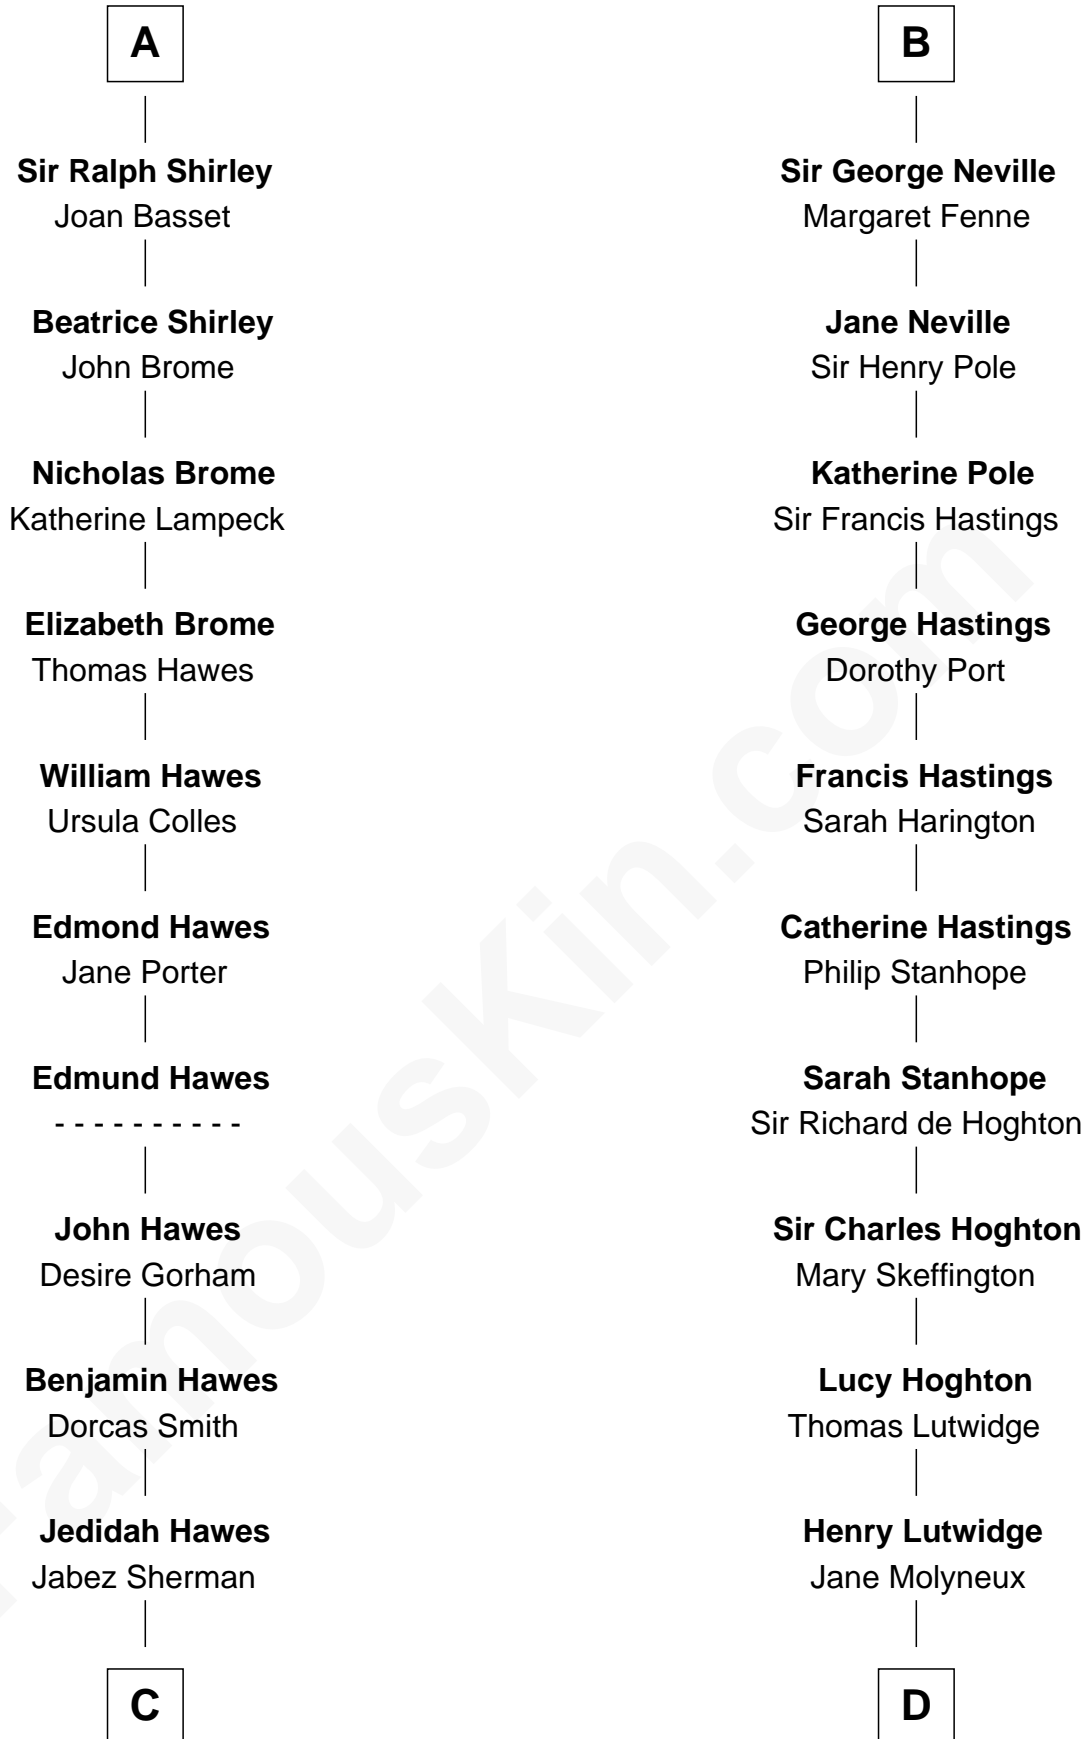 A
Sir Ralph Shirley
Joan Basset
Beatrice Shirley
John Brome
Nicholas Brome
Katherine Lampeck
Elizabeth Brome
Thomas Hawes
William Hawes
Ursula Colles
Edmond Hawes
Jane Porter
Edmund Hawes
- - - - - - - - - -
John Hawes
Desire Gorham
Benjamin Hawes
Dorcas Smith
Jedidah Hawes
Jabez Sherman
C
B
Sir George Neville
Margaret Fenne
Jane Neville
Sir Henry Pole
Katherine Pole
Sir Francis Hastings
George Hastings
Dorothy Port
Francis Hastings
Sarah Harington
Catherine Hastings
Philip Stanhope
Sarah Stanhope
Sir Richard de Hoghton
Sir Charles Hoghton
Mary Skeffington
Lucy Hoghton
Thomas Lutwidge
Henry Lutwidge
Jane Molyneux
D
FamousKin.com